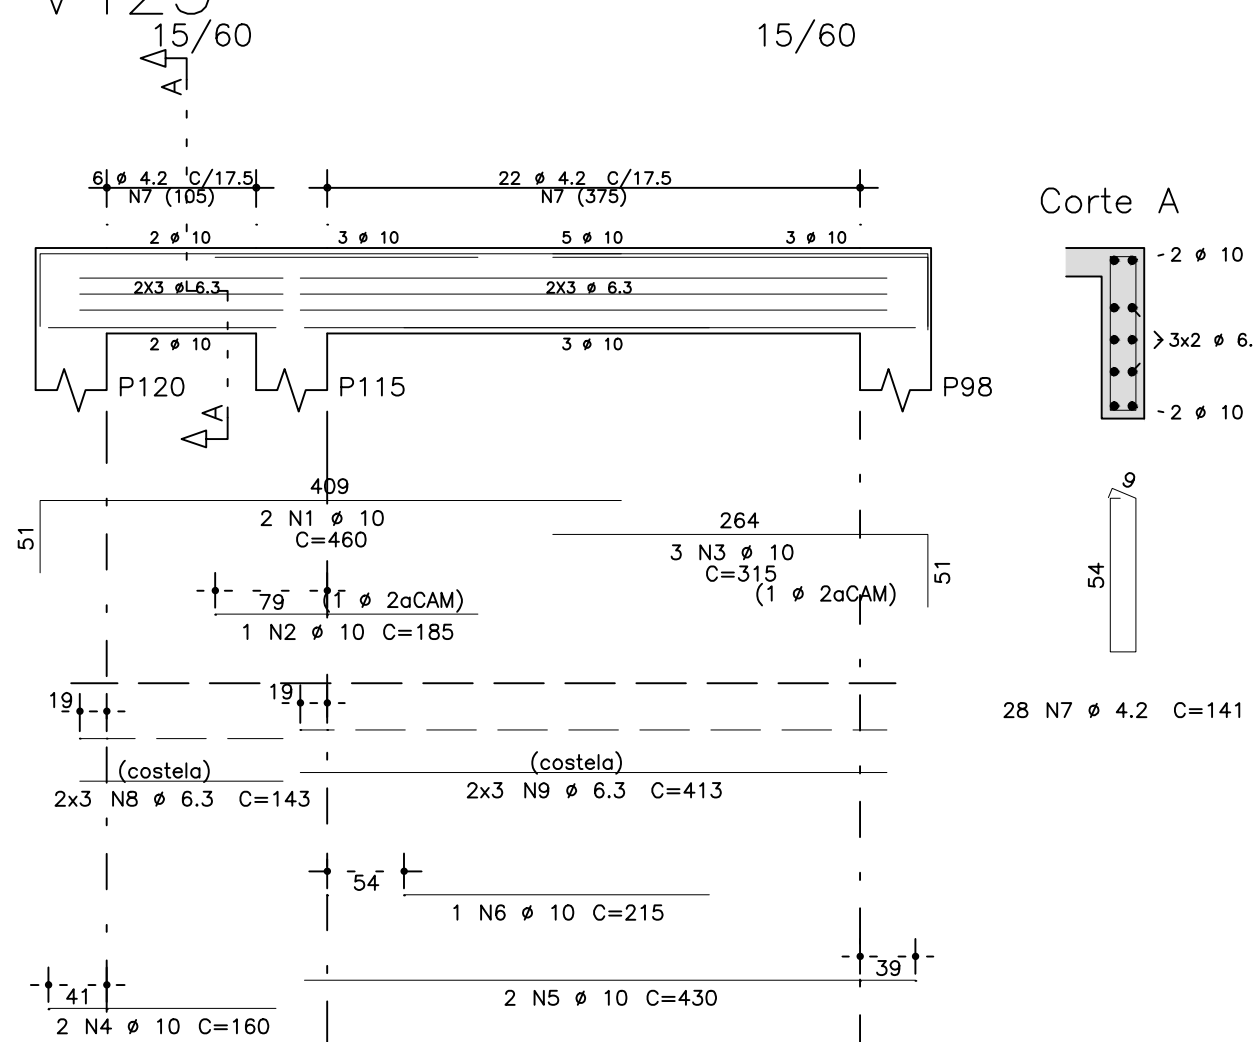 15/60
15/60
A
6 ø 4.2 C/17.5
N7 (105)
22 ø 4.2 C/17.5
N7 (375)
Corte A
2 ø 10
3 ø 10
5 ø 10
3 ø 10
-2 ø 10
2X3 ø 6.3
2X3 ø 6.3
3x2 ø 6.
2 ø 10
3 ø 10
P120
P115
P98
A
-2 ø 10
409
51
2 N1 ø 10
C=460
264
3 N3 ø 10
C=315
51
(1 ø 2aCAM)
9
54
79
(1 ø 2aCAM)
1 N2 ø 10 C=185
19
19
28 N7 ø 4.2 C=141
(costela)
2x3 N8 ø 6.3 C=143
(costela)
2x3 N9 ø 6.3 C=413
54
1 N6 ø 10 C=215
39
2 N5 ø 10 C=430
41
2 N4 ø 10 C=160